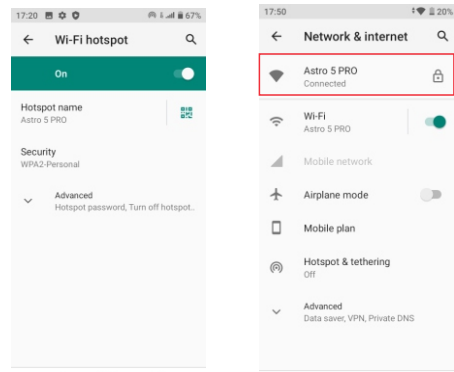 17:20
67%
Wi-Fi hotspot
On
Hotspot name
Astro 5 PRO
Security
WPA2-Personal
Advanced
Hotspot password, Turn off hotspot..
17:50
20%
Network & internet
Astro 5 PRO
Connected
Wi-Fi
Astro 5 PRO
Mobile network
Airplane mode
Mobile plan
Hotspot & tethering
Off
Advanced
Data saver, VPN, Private DNS